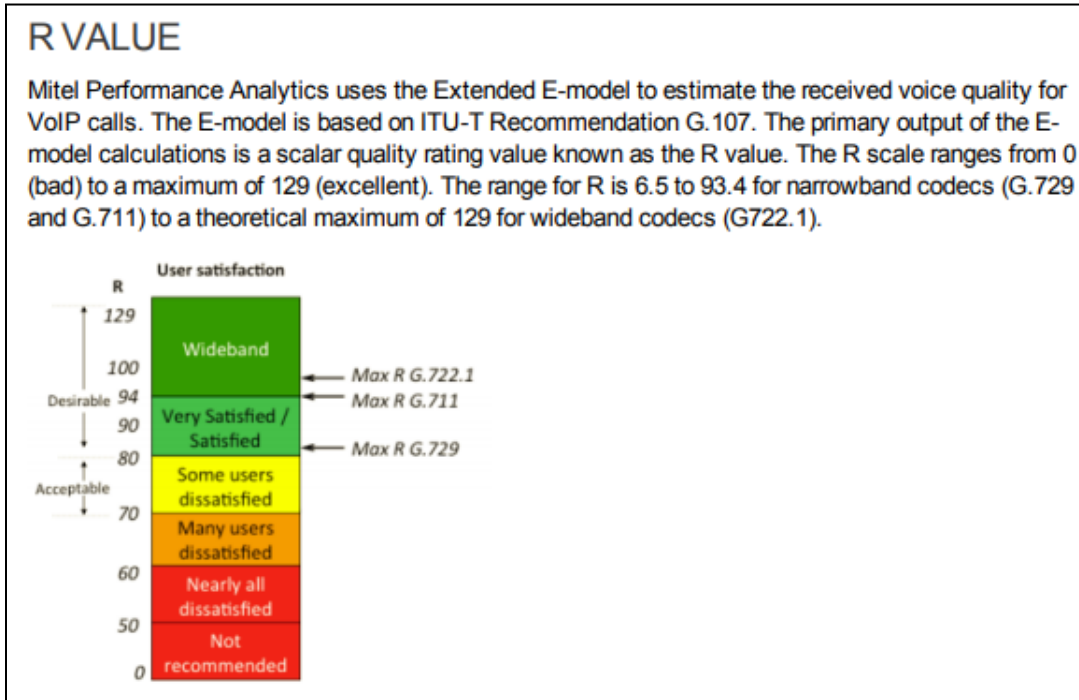 R VALUE
Mitel Performance Analytics uses the Extended E-model to estimate the received voice quality for
VoIP calls. The E-model is based on ITU-T Recommendation G.107. The primary output of the E-
model calculations is a scalar quality rating value known as the R value. The R scale ranges from 0
(bad) to a maximum of 129 (excellent). The range for R is 6.5 to 93.4 for narrowband codecs (G.729
and G.711) to a theoretical maximum of 129 for wideband codecs (G722.1).
User satisfaction
R
129
Wideband
100
Max R G.722.1
Desirable
94
Max R G.711
90
Very Satisfied /
Satisfied
Max R G.729
80
Acceptable
Some users
dissatisfied
70
Many users
dissatisfied
60
Nearly all
dissatisfied
50
Not
recommended
0